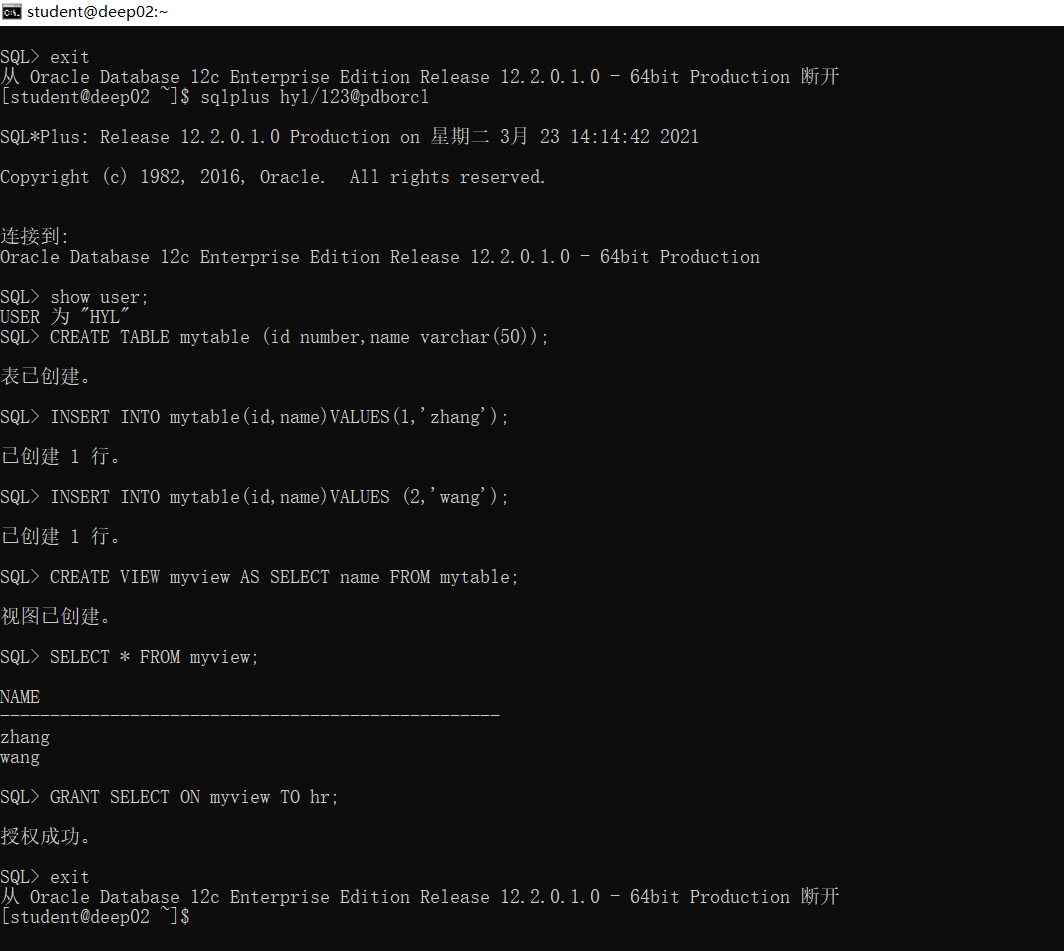 student@deep02:~
SQL> exit
从 Oracle Database 12c Enterprise Edition Release 12.2.0.1.0 - 64bit Production 断开
[student@deep02 ~]$ sqlplus hyl/123@pdborcl
SQL*Plus: Release 12.2.0.1.0 Production on 星期二 3月 23 14:14:42 2021
Copyright (c) 1982, 2016, Oracle.  All rights reserved.
连接到:
Oracle Database 12c Enterprise Edition Release 12.2.0.1.0 - 64bit Production
SQL> show user;
USER 为 "HYL"
SQL> CREATE TABLE mytable (id number,name varchar(50));
表已创建。
SQL> INSERT INTO mytable(id,name)VALUES(1,'zhang');
已创建 1 行。
SQL> INSERT INTO mytable(id,name)VALUES (2,'wang');
已创建 1 行。
SQL> CREATE VIEW myview AS SELECT name FROM mytable;
视图已创建。
SQL> SELECT * FROM myview;
NAME
--------------------------------------------------
zhang
wang
SQL> GRANT SELECT ON myview TO hr;
授权成功。
SQL> exit
从 Oracle Database 12c Enterprise Edition Release 12.2.0.1.0 - 64bit Production 断开
[student@deep02 ~]$